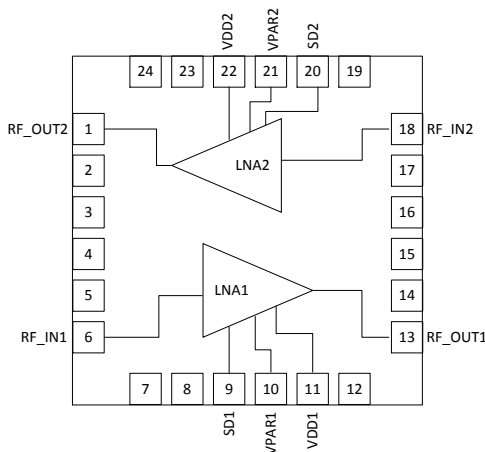 VDD2 VPAR2 SD2
24 23 22 21 20 19
RF_OUT2 1 18 RF_IN2
LNA2
2 17
3 16
4 15
5 LNA1 14
RF_IN1 6 13 RF_OUT1
7 8 9 10 11 12
SD1 VPAR1 VDD1